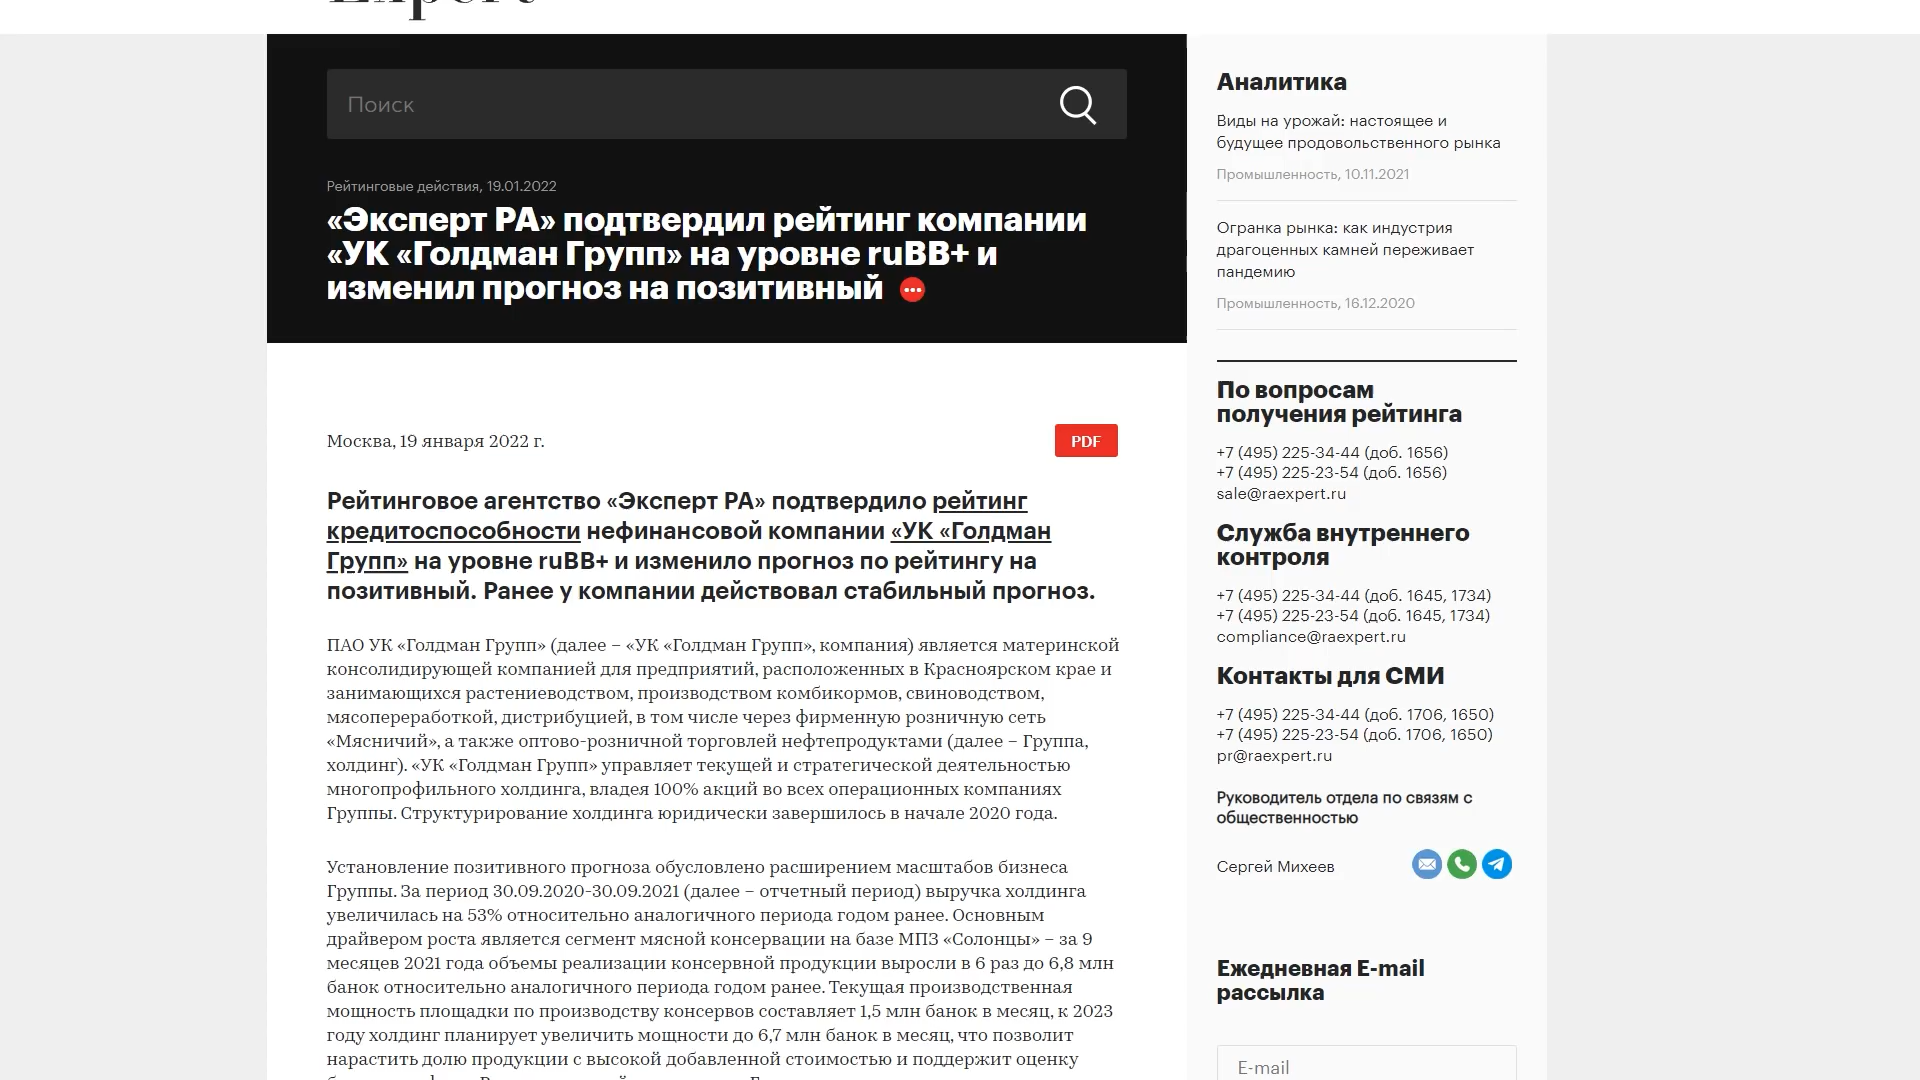 Поиск
Рейтинговые действия, 19.01.2022
«Эксперт РА» подтвердил рейтинг компании
«УК «Голдман Групп» на уровне ruBB+ и
изменил прогноз на позитивный
Москва, 19 января 2022 г.
PDF
Рейтинговое агентство «Эксперт РА» подтвердило рейтинг
кредитоспособности нефинансовой компании «УК «Голдман
Групп» на уровне ruBB+ и изменило прогноз по рейтингу на
позитивный. Ранее у компании действовал стабильный прогноз.
ПАО УК «Голдман Групп» (далее – «УК «Голдман Групп», компания) является материнской
консолидирующей компанией для предприятий, расположенных в Красноярском крае и
занимающихся растениеводством, производством комбикормов, свиноводством,
мясопереработкой, дистрибуцией, в том числе через фирменную розничную сеть
«Мясничий», а также оптово-розничной торговлей нефтепродуктами (далее – Группа,
холдинг). «УК «Голдман Групп» управляет текущей и стратегической деятельностью
многопрофильного холдинга, владея 100% акций во всех операционных компаниях
Группы. Структурирование холдинга юридически завершилось в начале 2020 года.
Установление позитивного прогноза обусловлено расширением масштабов бизнеса
Группы. За период 30.09.2020-30.09.2021 (далее – отчетный период) выручка холдинга
увеличилась на 53% относительно аналогичного периода годом ранее. Основным
драйвером роста является сегмент мясной консервации на базе МПЗ «Солонцы» – за 9
месяцев 2021 года объемы реализации консервной продукции выросли в 6 раз до 6,8 млн
банок относительно аналогичного периода годом ранее. Текущая производственная
мощность площадки по производству консервов составляет 1,5 млн банок в месяц, к 2023
году холдинг планирует увеличить мощности до 6,7 млн банок в месяц, что позволит
нарастить долю продукции с высокой добавленной стоимостью и поддержит оценку
Аналитика
Виды на урожай: настоящее и
будущее продовольственного рынка
Промышленность, 10.11.2021
Огранка рынка: как индустрия
драгоценных камней переживает
пандемию
Промышленность, 16.12.2020
По вопросам
получения рейтинга
+7 (495) 225-34-44 (доб. 1656)
+7 (495) 225-23-54 (доб. 1656)
sale@raexpert.ru
Служба внутреннего
контроля
+7 (495) 225-34-44 (доб. 1645, 1734)
+7 (495) 225-23-54 (доб. 1645, 1734)
compliance@raexpert.ru
Контакты для СМИ
+7 (495) 225-34-44 (доб. 1706, 1650)
+7 (495) 225-23-54 (доб. 1706, 1650)
pr@raexpert.ru
Руководитель отдела по связям с
общественностью
Сергей Михеев
Ежедневная E-mail
рассылка
E-mail